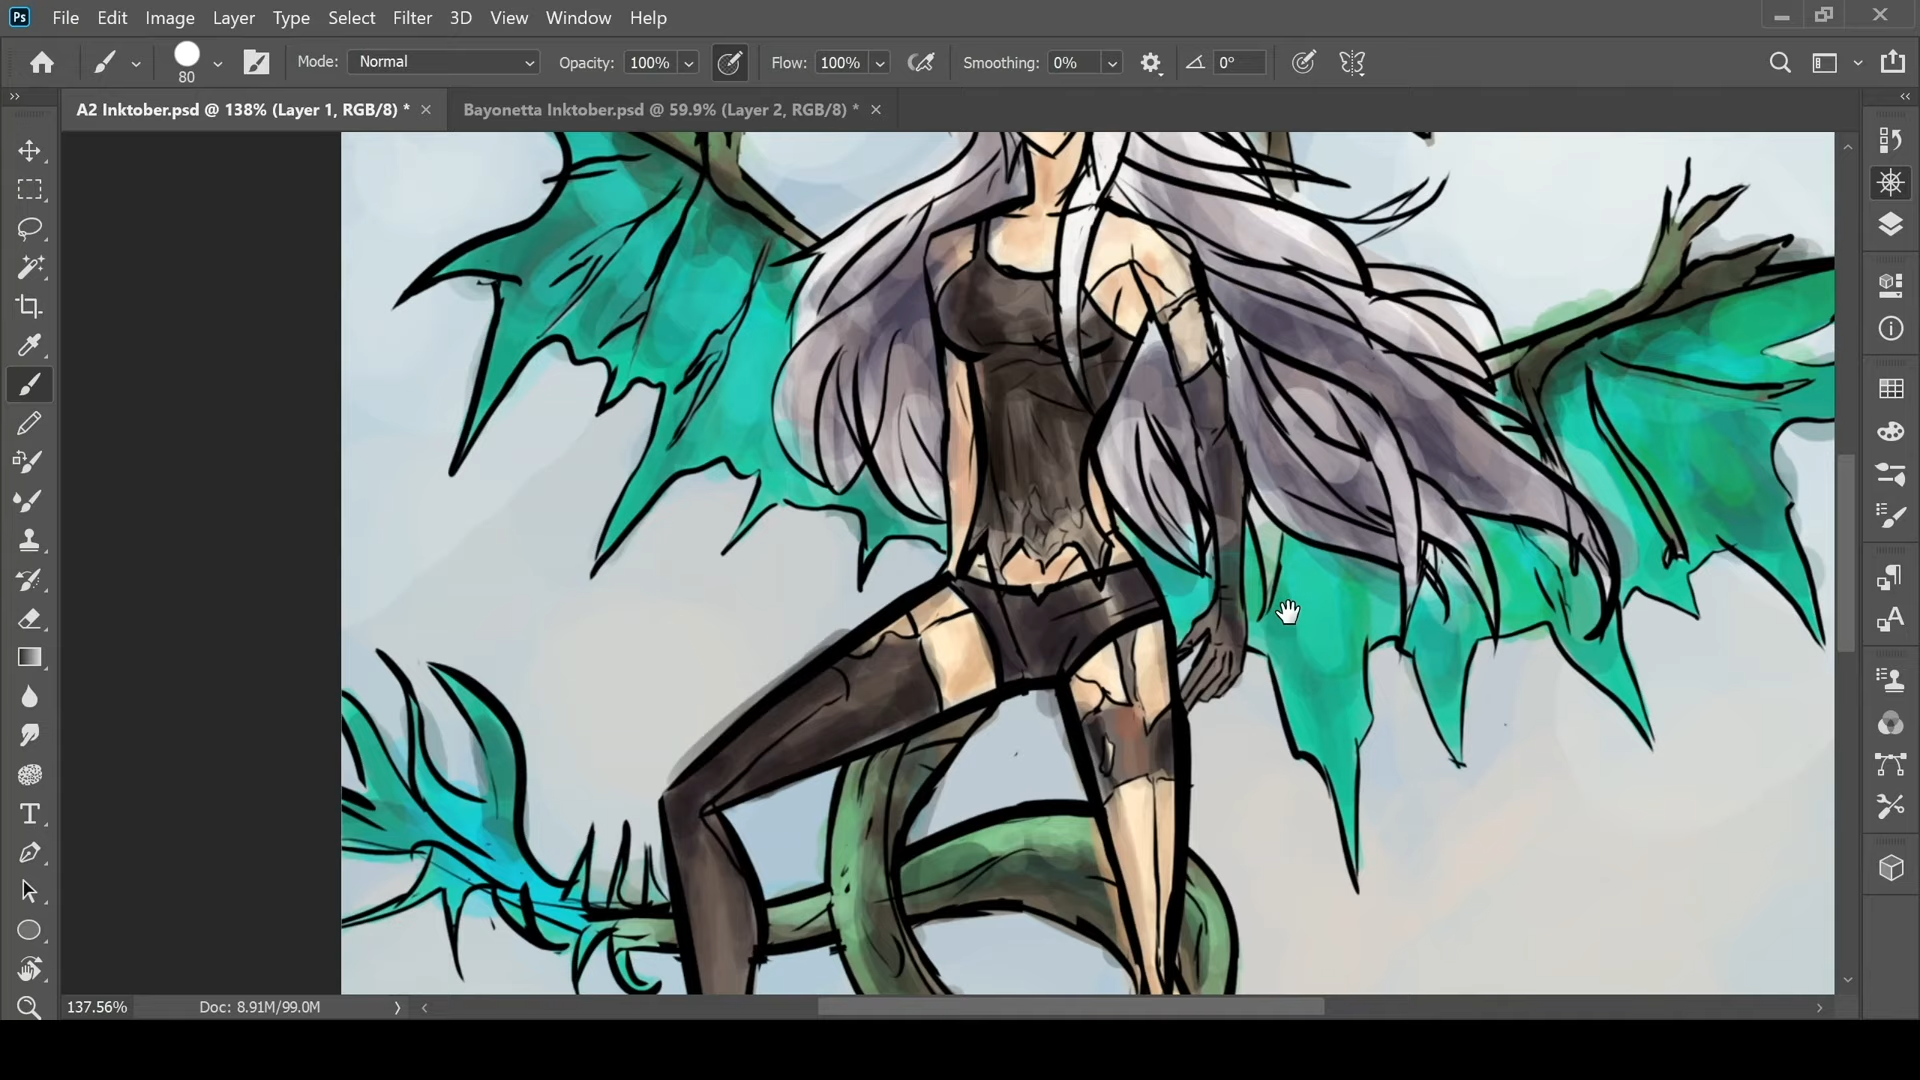 Ps File Edit Image Layer Type Select Filter 3D View Window Help
80 Mode: Normal Opacity: 100% Flow: 100% Smoothing: 0% 0°
A2 Inktober.psd @ 138% (Layer 1, RGB/8) * × Bayonetta Inktober.psd @ 59.9% (Layer 2, RGB/8) * ×
137.56% Doc: 8.91M/99.0M